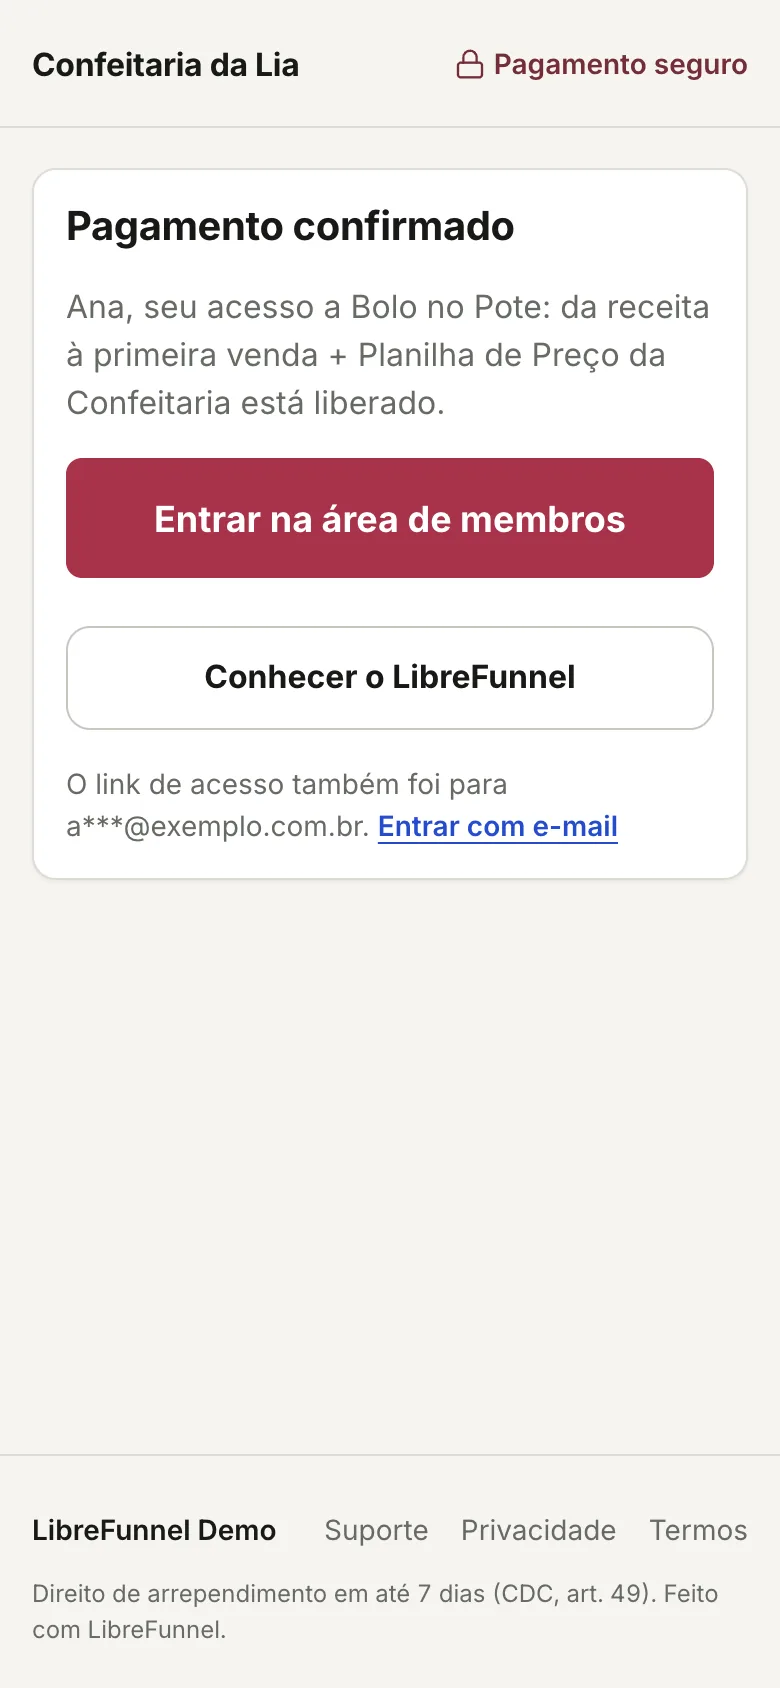 Confeitaria da Lia
Pagamento seguro
Pagamento confirmado
Ana, seu acesso a Bolo no Pote: da receita
à primeira venda + Planilha de Preço da
Confeitaria está liberado.
Entrar na área de membros
Conhecer o LibreFunnel
O link de acesso também foi para
a***@exemplo.com.br. Entrar com e-mail
LibreFunnel Demo
Suporte
Privacidade
Termos
Direito de arrependimento em até 7 dias (CDC, art. 49). Feito
com LibreFunnel.